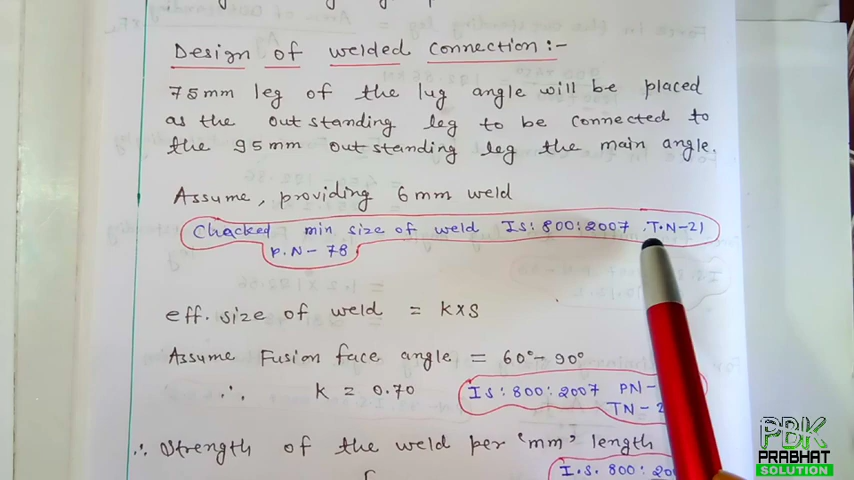 Design of welded connection:-
75mm leg of the lug angle will be placed
as the outstanding leg to be connected to
the 95mm outstanding leg the main angle.
Assume, providing 6mm weld
Chacked min size of weld Is:800:2007 T.N-21
P.N-78
eff. size of weld = K×S
Assume Fusion face angle = 60°-90°
∴ K = 0.70
Is:800:2007 PN-
TN-2
∴ Strength of the weld per 'mm' length
I.S. 800:200
PBK
PRABHAT
SOLUTION